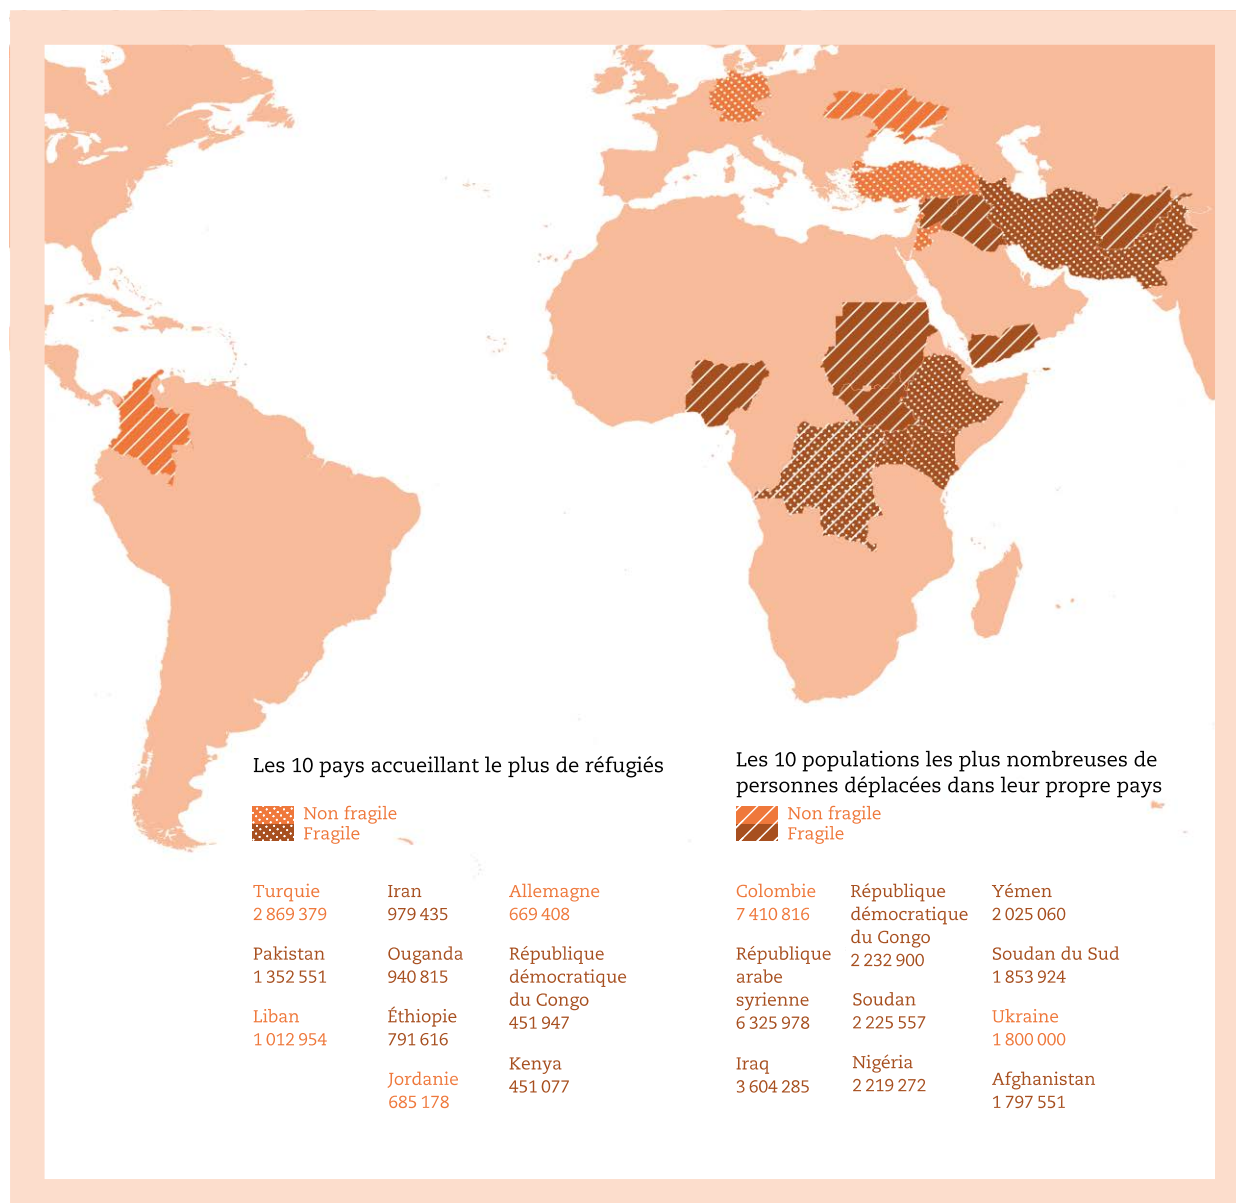 Les 10 pays accueillant le plus de réfugiés
Non fragile
Fragile
Turquie
2 869 379
Pakistan
1 352 551
Liban
1 012 954
Iran
979 435
Ouganda
940 815
Éthiopie
791 616
Jordanie
685 178
Allemagne
669 408
République
démocratique
du Congo
451 947
Kenya
451 077
Les 10 populations les plus nombreuses de
personnes déplacées dans leur propre pays
Non fragile
Fragile
Colombie
7 410 816
République
arabe
syrienne
6 325 978
Iraq
3 604 285
République
démocratique
du Congo
2 232 900
Soudan
2 225 557
Nigéria
2 219 272
Yémen
2 025 060
Soudan du Sud
1 853 924
Ukraine
1 800 000
Afghanistan
1 797 551